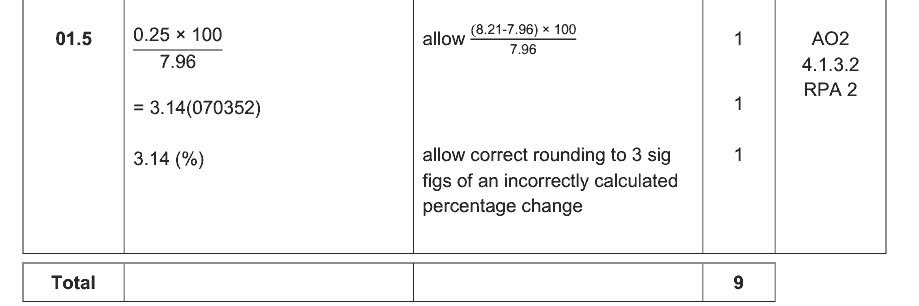 01.5
0.25 × 100
7.96
= 3.14(070352)
3.14 (%)
allow (8.21-7.96) × 100
7.96
allow correct rounding to 3 sig
figs of an incorrectly calculated
percentage change
1
1
1
AO2
4.1.3.2
RPA 2
Total
9